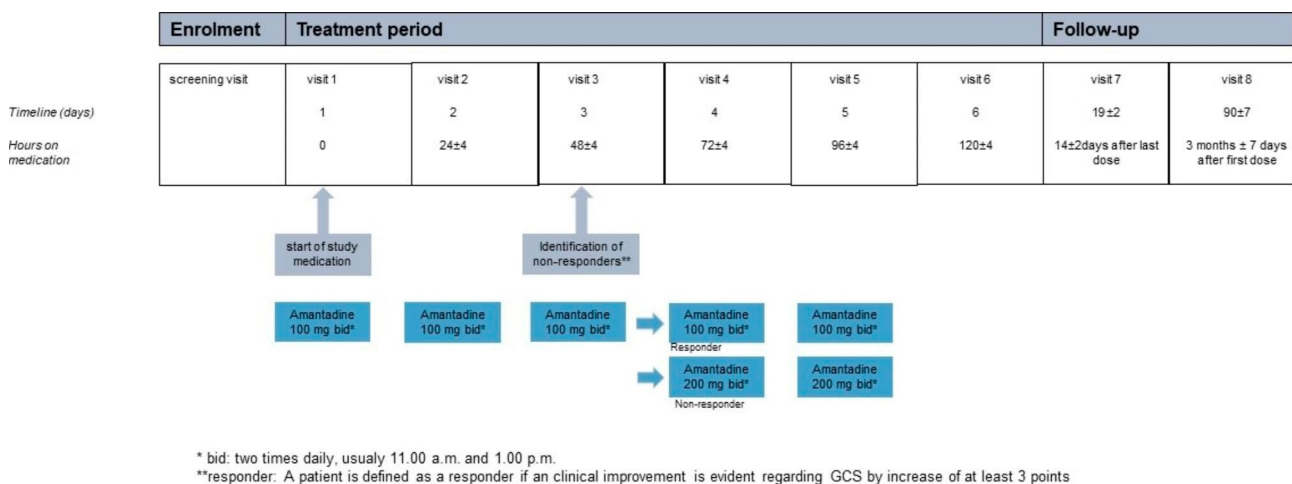 Enrolment Treatment period Follow-up
screening visit visit 1 visit 2 visit 3 visit 4 visit 5 visit 6 visit 7 visit 8
Timeline (days) 1 2 3 4 5 6 19±2 90±7
Hours on 0 24±4 48±4 72±4 96±4 120±4 14±2days after last 3 months ± 7 days
medication dose after first dose
start of study Identification of
medication non-responders**
Amantadine Amantadine Amantadine Amantadine Amantadine
100 mg bid* 100 mg bid* 100 mg bid* 100 mg bid* 100 mg bid*
Responder
Amantadine Amantadine
200 mg bid* 200 mg bid*
Non-responder
* bid: two times daily, usualy 11.00 a.m. and 1.00 p.m.
**responder: A patient is defined as a responder if an clinical improvement is evident regarding GCS by increase of at least 3 points